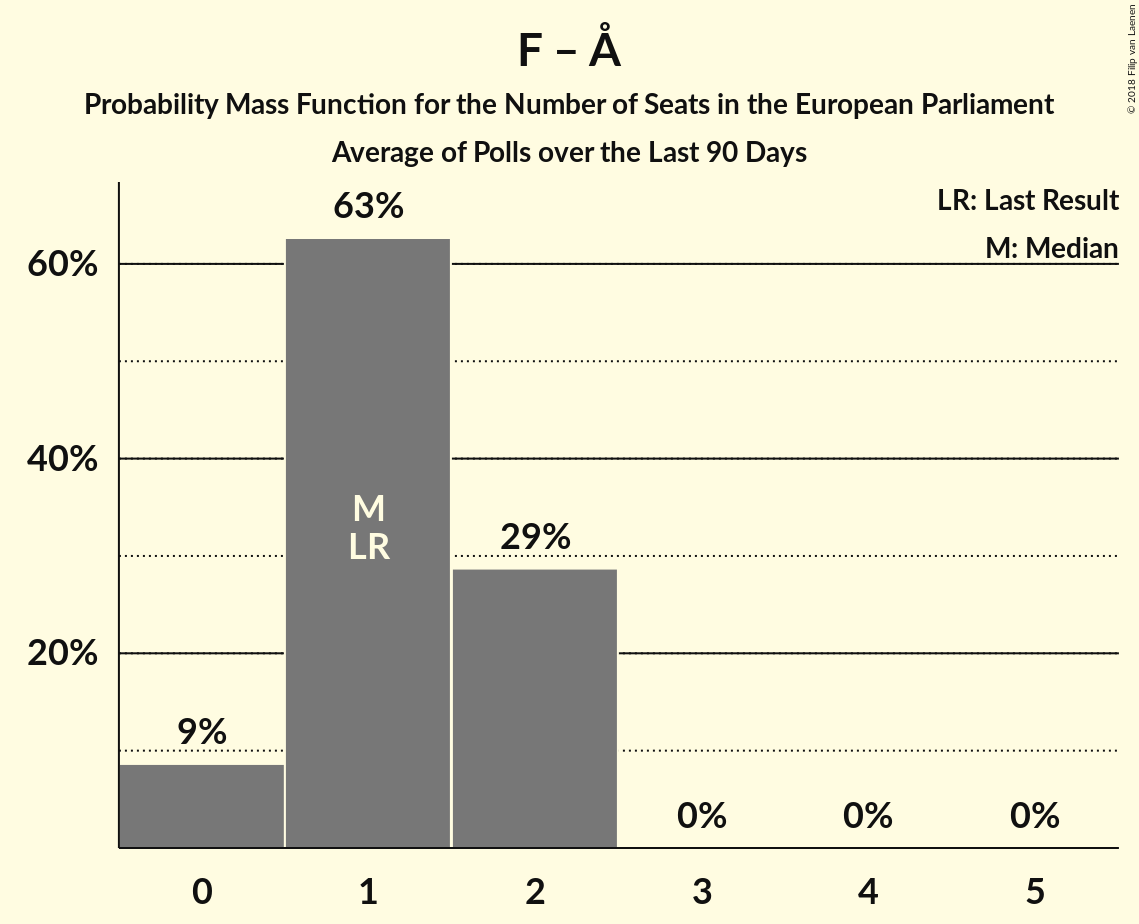 F – Å
Probability Mass Function for the Number of Seats in the European Parliament
Average of Polls over the Last 90 Days
© 2018 Filip van Laenen
LR: Last Result
M: Median
63%
60%
40%
M
LR
29%
20%
9%
0%
0%
0%
0
1
2
3
4
5